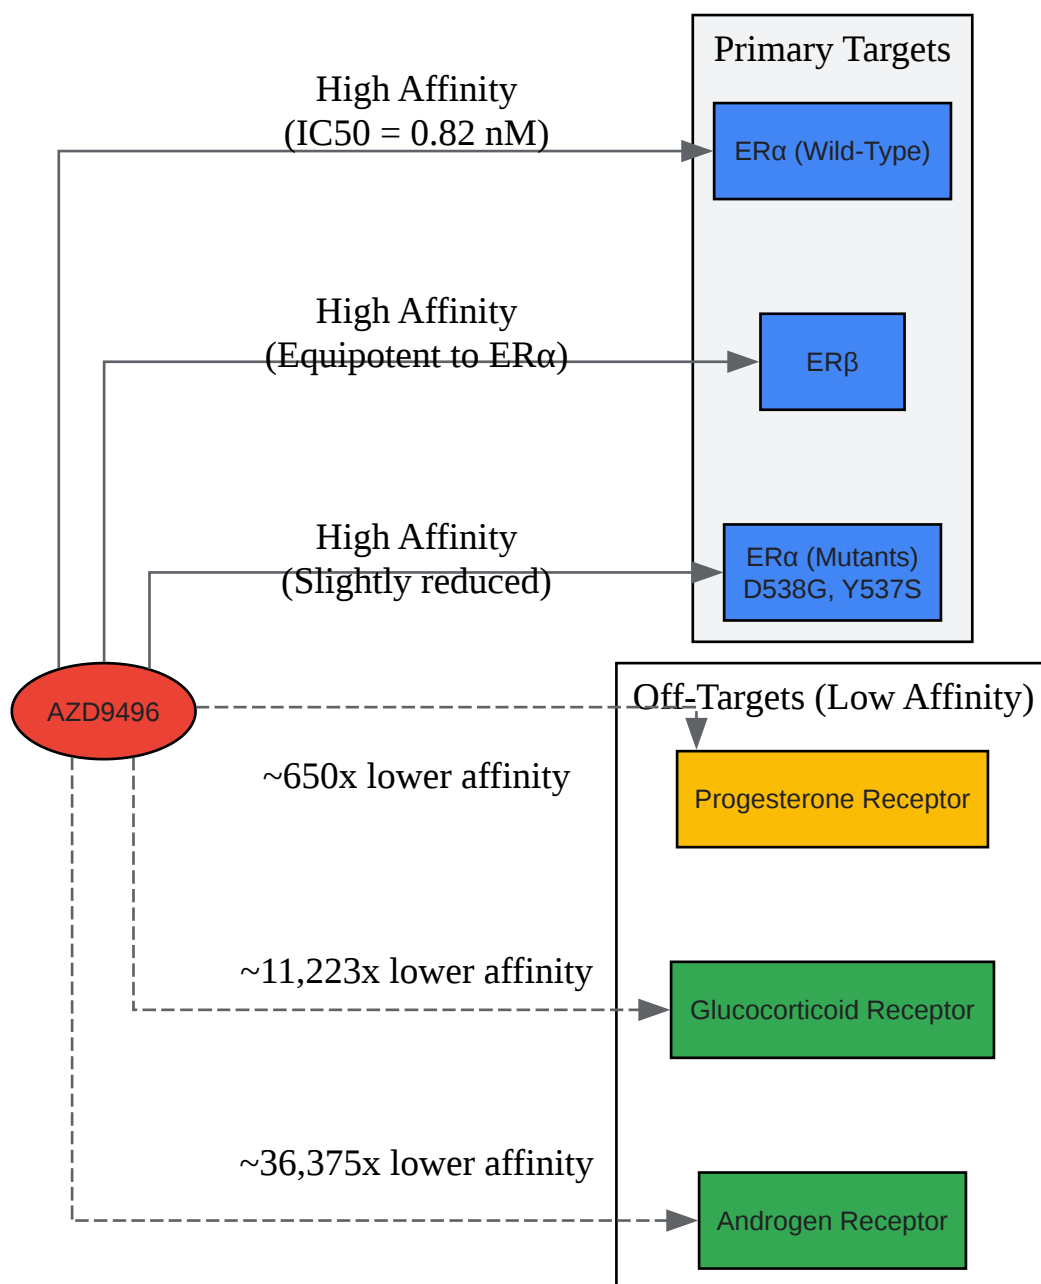 Primary Targets
High Affinity
(IC50 = 0.82 nM)
ERα (Wild-Type)
High Affinity
(Equipotent to ERα)
ERβ
High Affinity
(Slightly reduced)
ERα (Mutants)
D538G, Y537S
AZD9496
Off-Targets (Low Affinity)
~650x lower affinity
Progesterone Receptor
~11,223x lower affinity
Glucocorticoid Receptor
~36,375x lower affinity
Androgen Receptor